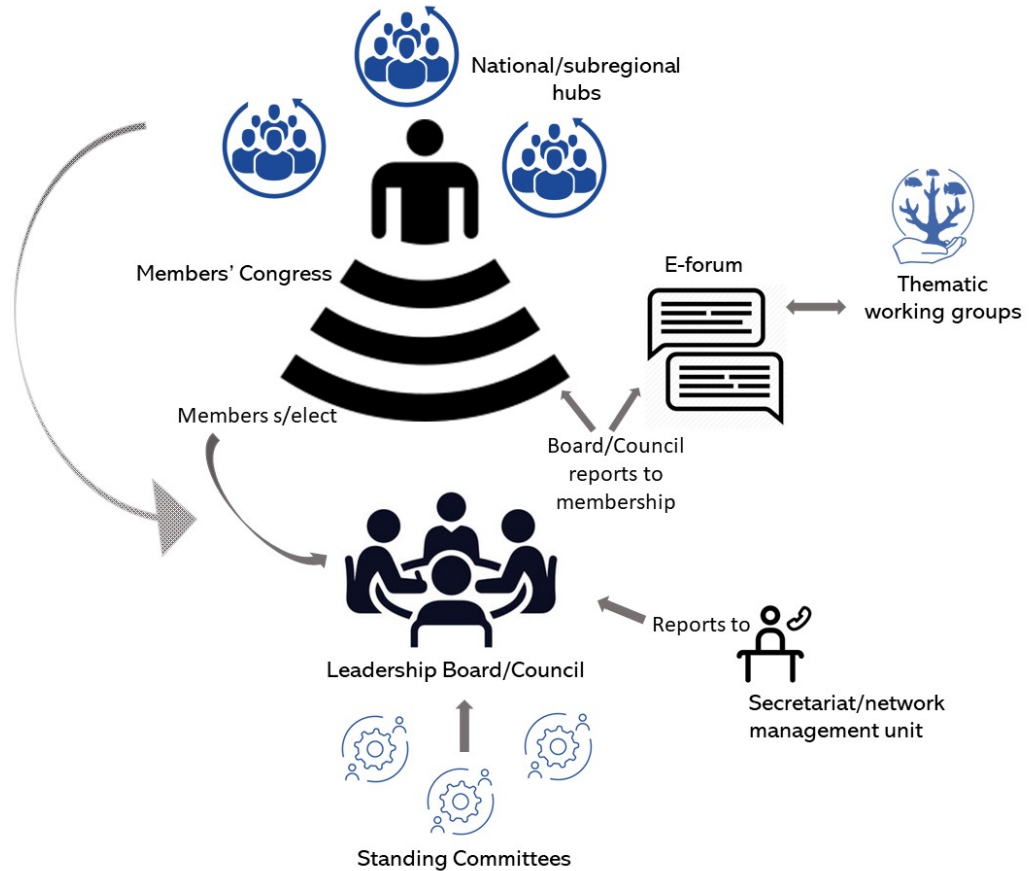 National/subregional
hubs
Members' Congress
E-forum
Thematic
working groups
Members s/elect
Board/Council
reports to
membership
Reports to
Leadership Board/Council
Secretariat/network
management unit
Standing Committees